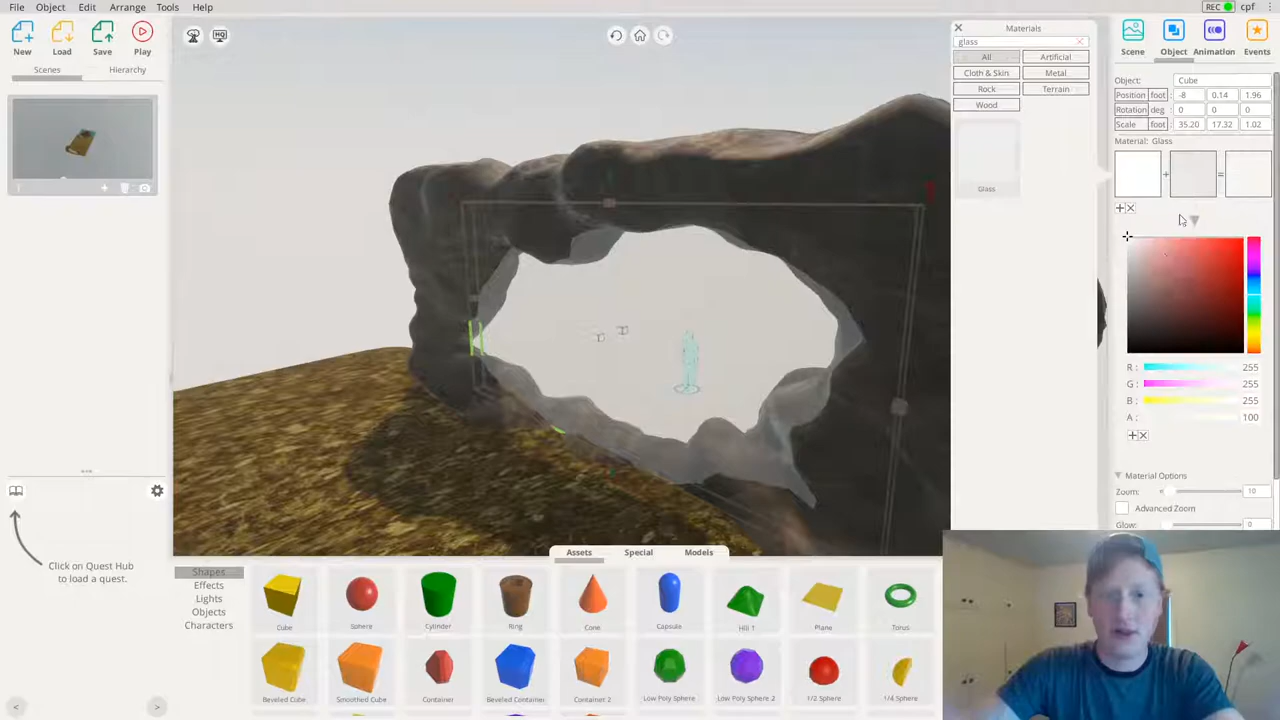 File Object Edit Arrange Tools Help
REC cpf
New Load Save Play
Scenes Hierarchy
HQ
Materials
glass
All Artificial
Cloth & Skin Metal
Rock Terrain
Wood
Glass
Scene Object Animation Events
Object: Cube
Position foot : -8 0.14 1.96
Rotation deg : 0 0 0
Scale foot : 35.20 17.32 1.02
Material: Glass
+ =
R : 255
G : 255
B : 255
A : 100
Material Options
Zoom: 10
Advanced Zoom
Glow: 0
Click on Quest Hub
to load a quest.
Assets Special Models
Shapes
Effects
Lights
Objects
Characters
Cube Sphere Cylinder Ring Cone Capsule Hill 1 Plane Torus
Beveled Cube Smoothed Cube Container Beveled Container Container 2 Low Poly Sphere Low Poly Sphere 2 1/2 Sphere 1/4 Sphere
< >